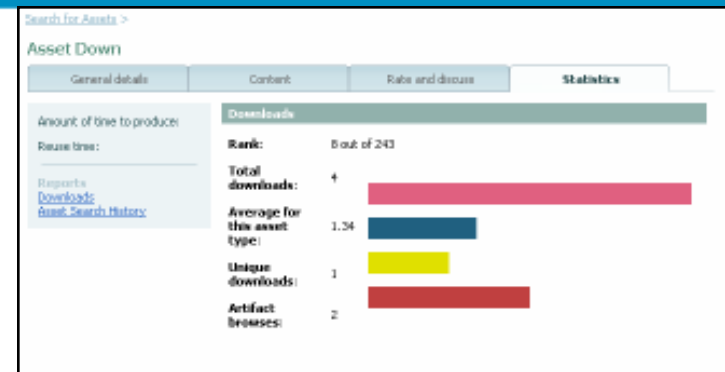 Search for Assets >
Asset Down
General details
Content
Rate and discuss
Statistics
Amount of time to produce:
Reuse time:
Reports
Downloads
Asset Search History
Downloads
Rank: 8 out of 243
Total
downloads: 4
Average for
this asset
type: 1.34
Unique
downloads: 1
Artifact
browses: 2